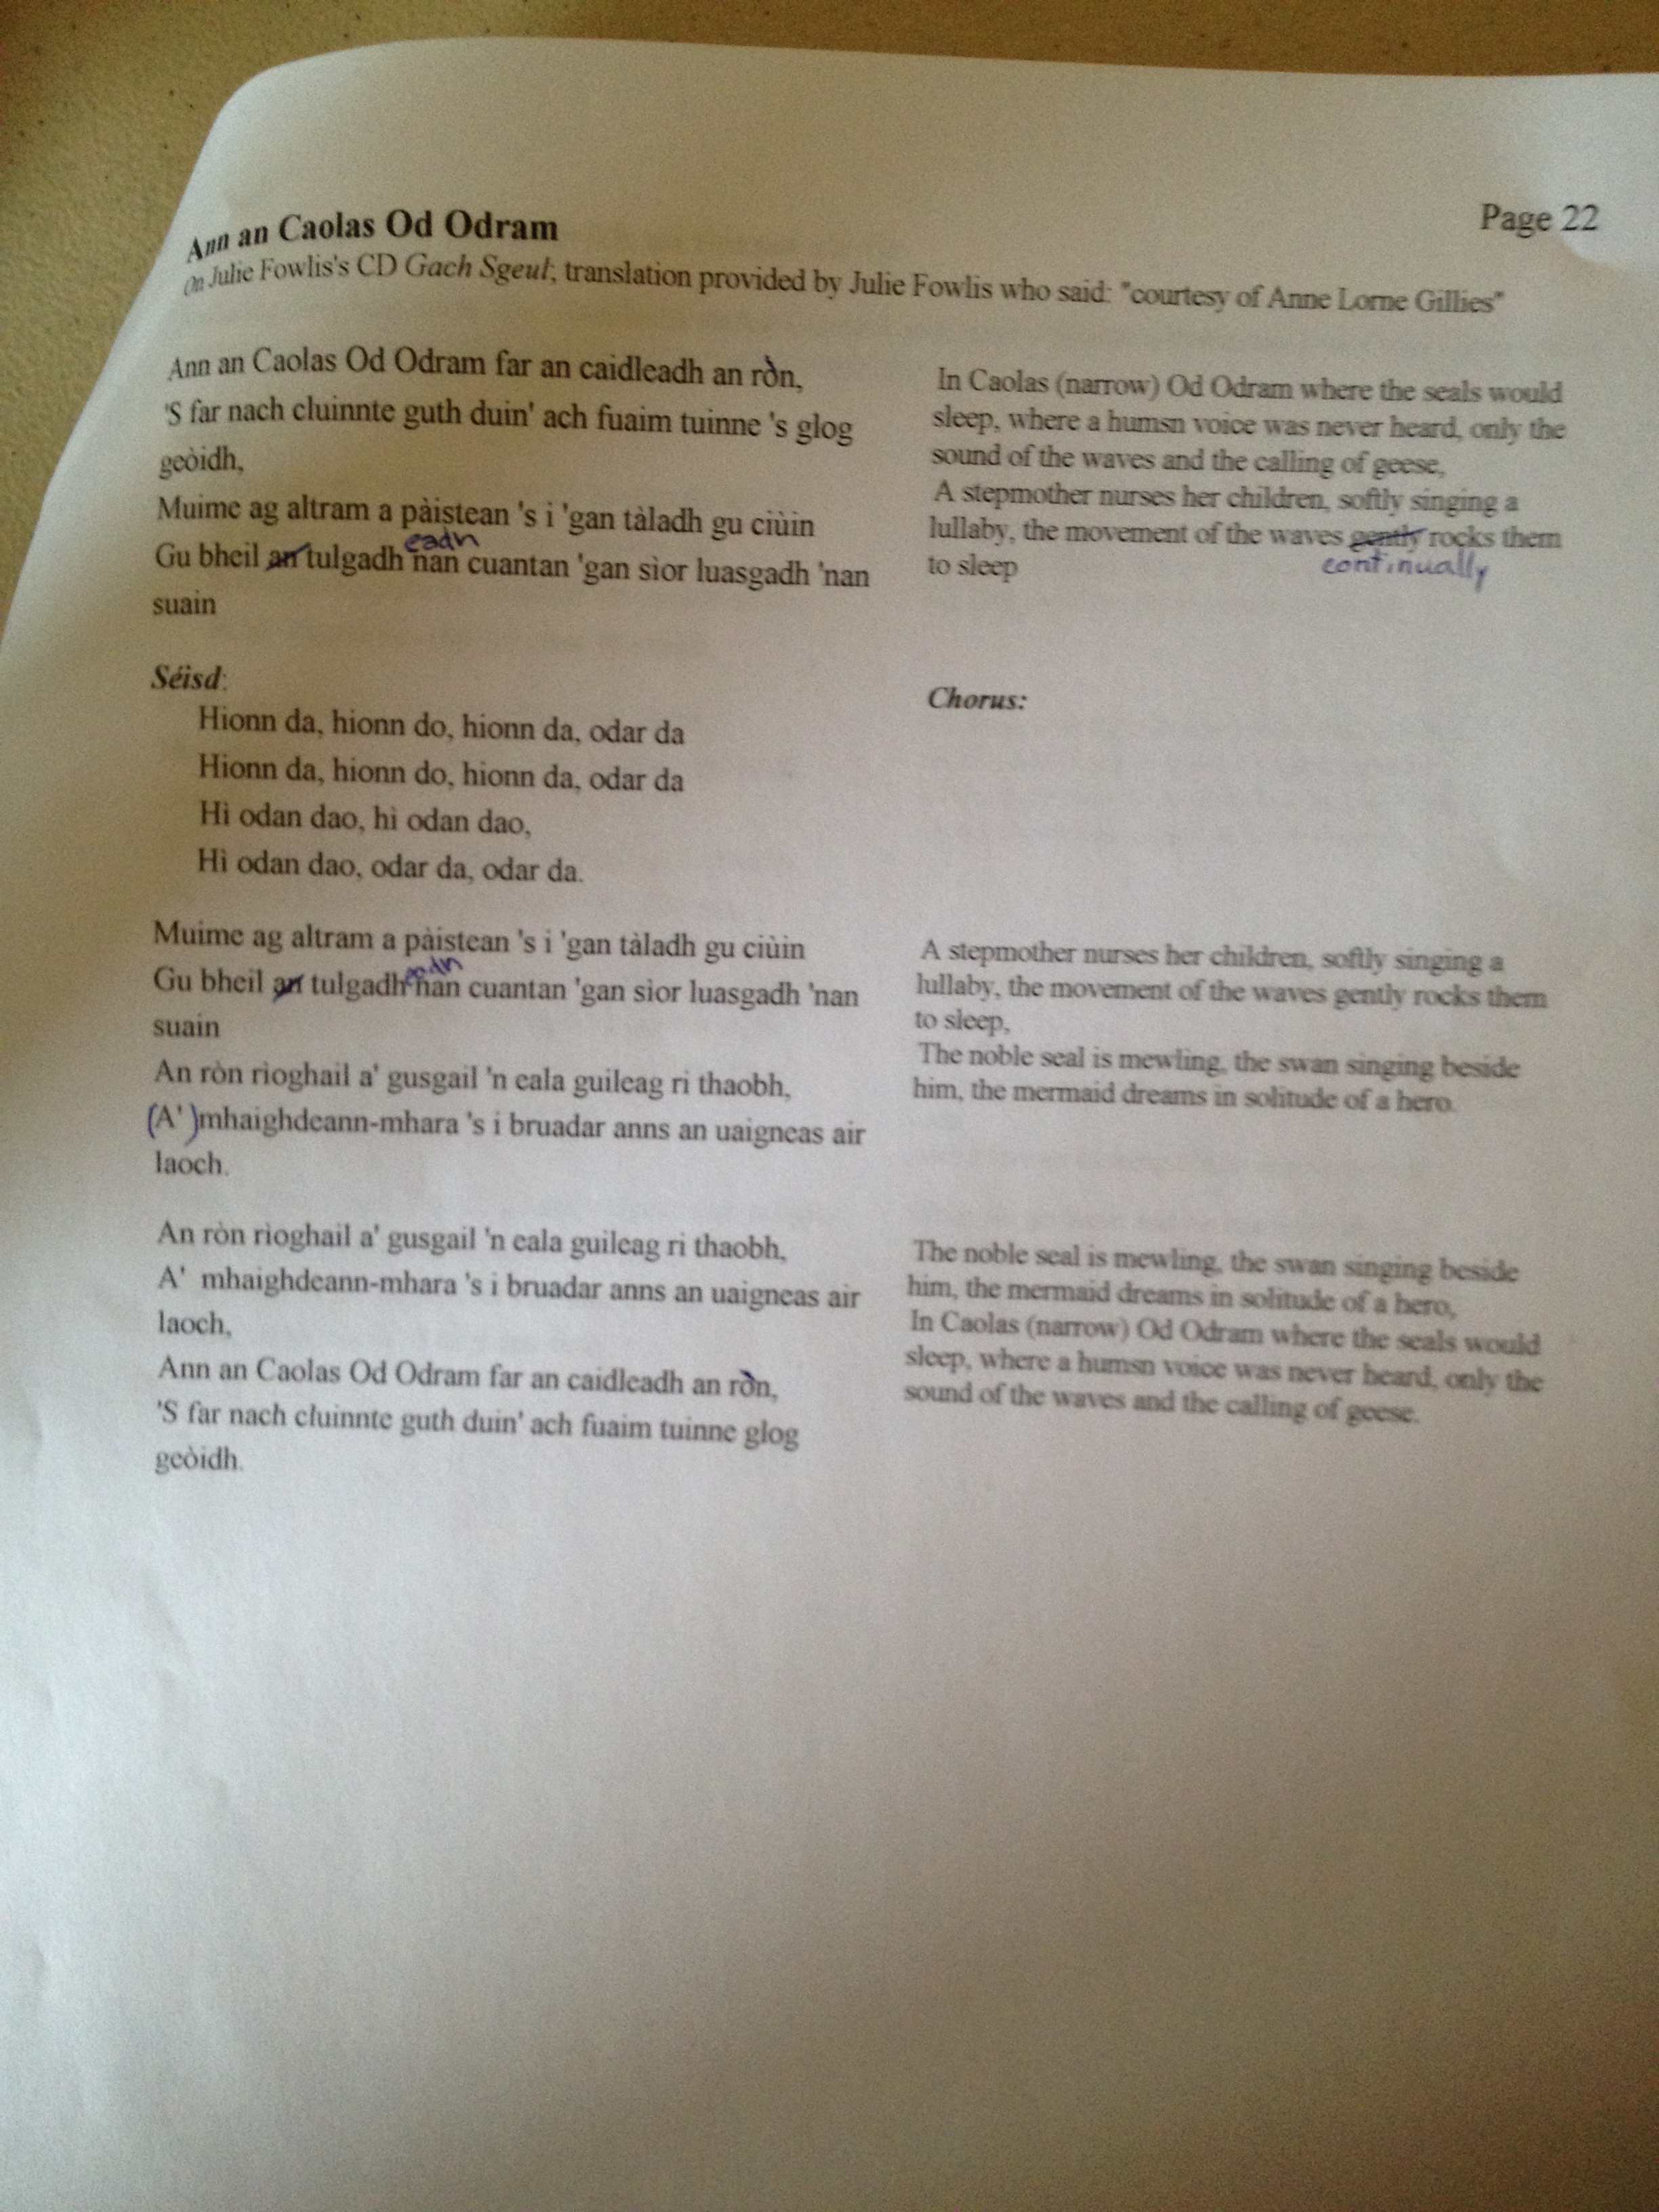 Ann an Caolas Od Odram
Page 22
On Julie Fowlis's CD Gach Sgeul; translation provided by Julie Fowlis who said: "courtesy of Anne Lorne Gillies"
Ann an Caolas Od Odram far an caidleadh an ròn,
'S far nach cluinnte guth duin' ach fuaim tuinne 's glog
geòidh,
Muime ag altram a pàistean 's i 'gan tàladh gu ciùin
eadh
Gu bheil an tulgadh nan cuantan 'gan sìor luasgadh 'nan
suain
In Caolas (narrow) Od Odram where the seals would
sleep, where a humsn voice was never heard, only the
sound of the waves and the calling of geese,
A stepmother nurses her children, softly singing a
lullaby, the movement of the waves gently rocks them
continually
to sleep
Séisd:
Hionn da, hionn do, hionn da, odar da
Hionn da, hionn do, hionn da, odar da
Hì odan dao, hì odan dao,
Hì odan dao, odar da, odar da.
Chorus:
Muime ag altram a pàistean 's i 'gan tàladh gu ciùin
Gu bheil an tulgadh nan cuantan 'gan sìor luasgadh 'nan
suain
An ròn rìoghail a' gusgail 'n eala guileag ri thaobh,
(A')mhaighdeann-mhara 's i bruadar anns an uaigneas air
laoch.
A stepmother nurses her children, softly singing a
lullaby, the movement of the waves gently rocks them
to sleep,
The noble seal is mewling, the swan singing beside
him, the mermaid dreams in solitude of a hero.
An ròn rìoghail a' gusgail 'n eala guileag ri thaobh,
A' mhaighdeann-mhara 's i bruadar anns an uaigneas air
laoch,
Ann an Caolas Od Odram far an caidleadh an ròn,
'S far nach cluinnte guth duin' ach fuaim tuinne glog
geòidh.
The noble seal is mewling, the swan singing beside
him, the mermaid dreams in solitude of a hero,
In Caolas (narrow) Od Odram where the seals would
sleep, where a humsn voice was never heard, only the
sound of the waves and the calling of geese.